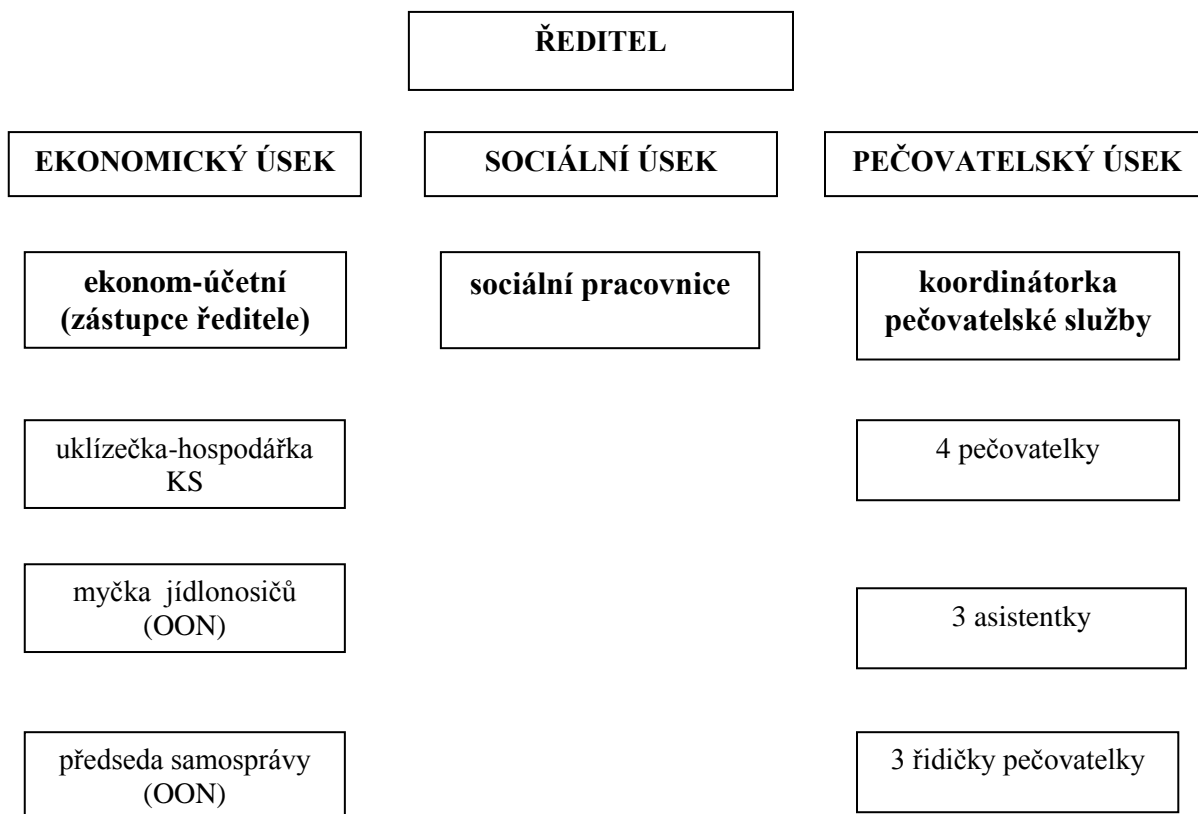 ŘEDITEL
EKONOMICKÝ ÚSEK
SOCIÁLNÍ ÚSEK
PEČOVATELSKÝ ÚSEK
ekonom-účetní
(zástupce ředitele)
sociální pracovnice
koordinátorka
pečovatelské služby
uklízečka-hospodářka
KS
4 pečovatelky
myčka jídlonosičů
(OON)
3 asistentky
předseda samosprávy
(OON)
3 řidičky pečovatelky